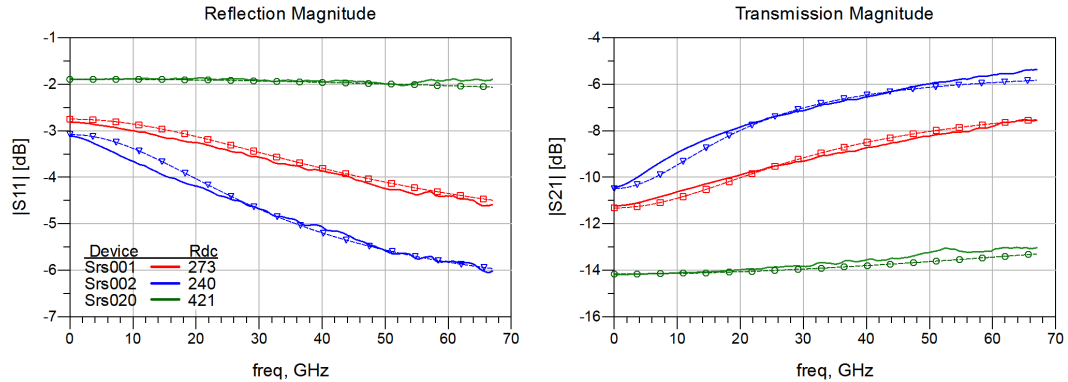 Reflection Magnitude
-1
-2
-3
-4
-5
-6
-7
|S11| [dB]
Device Rdc
Srs001 273
Srs002 240
Srs020 421
0 10 20 30 40 50 60 70
freq, GHz
Transmission Magnitude
-4
-6
-8
-10
-12
-14
-16
|S21| [dB]
0 10 20 30 40 50 60 70
freq, GHz